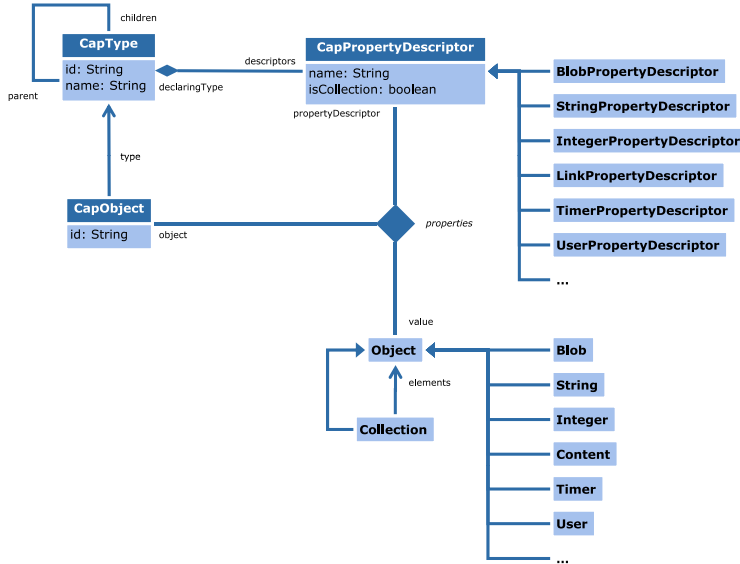 children
CapType
CapPropertyDescriptor
id: String
name: String
parent
declaringType
descriptors
name: String
isCollection: boolean
propertyDescriptor
BlobPropertyDescriptor
StringPropertyDescriptor
IntegerPropertyDescriptor
LinkPropertyDescriptor
TimerPropertyDescriptor
UserPropertyDescriptor
...
type
CapObject
id: String
object
properties
value
Object
elements
Collection
Blob
String
Integer
Content
Timer
User
...